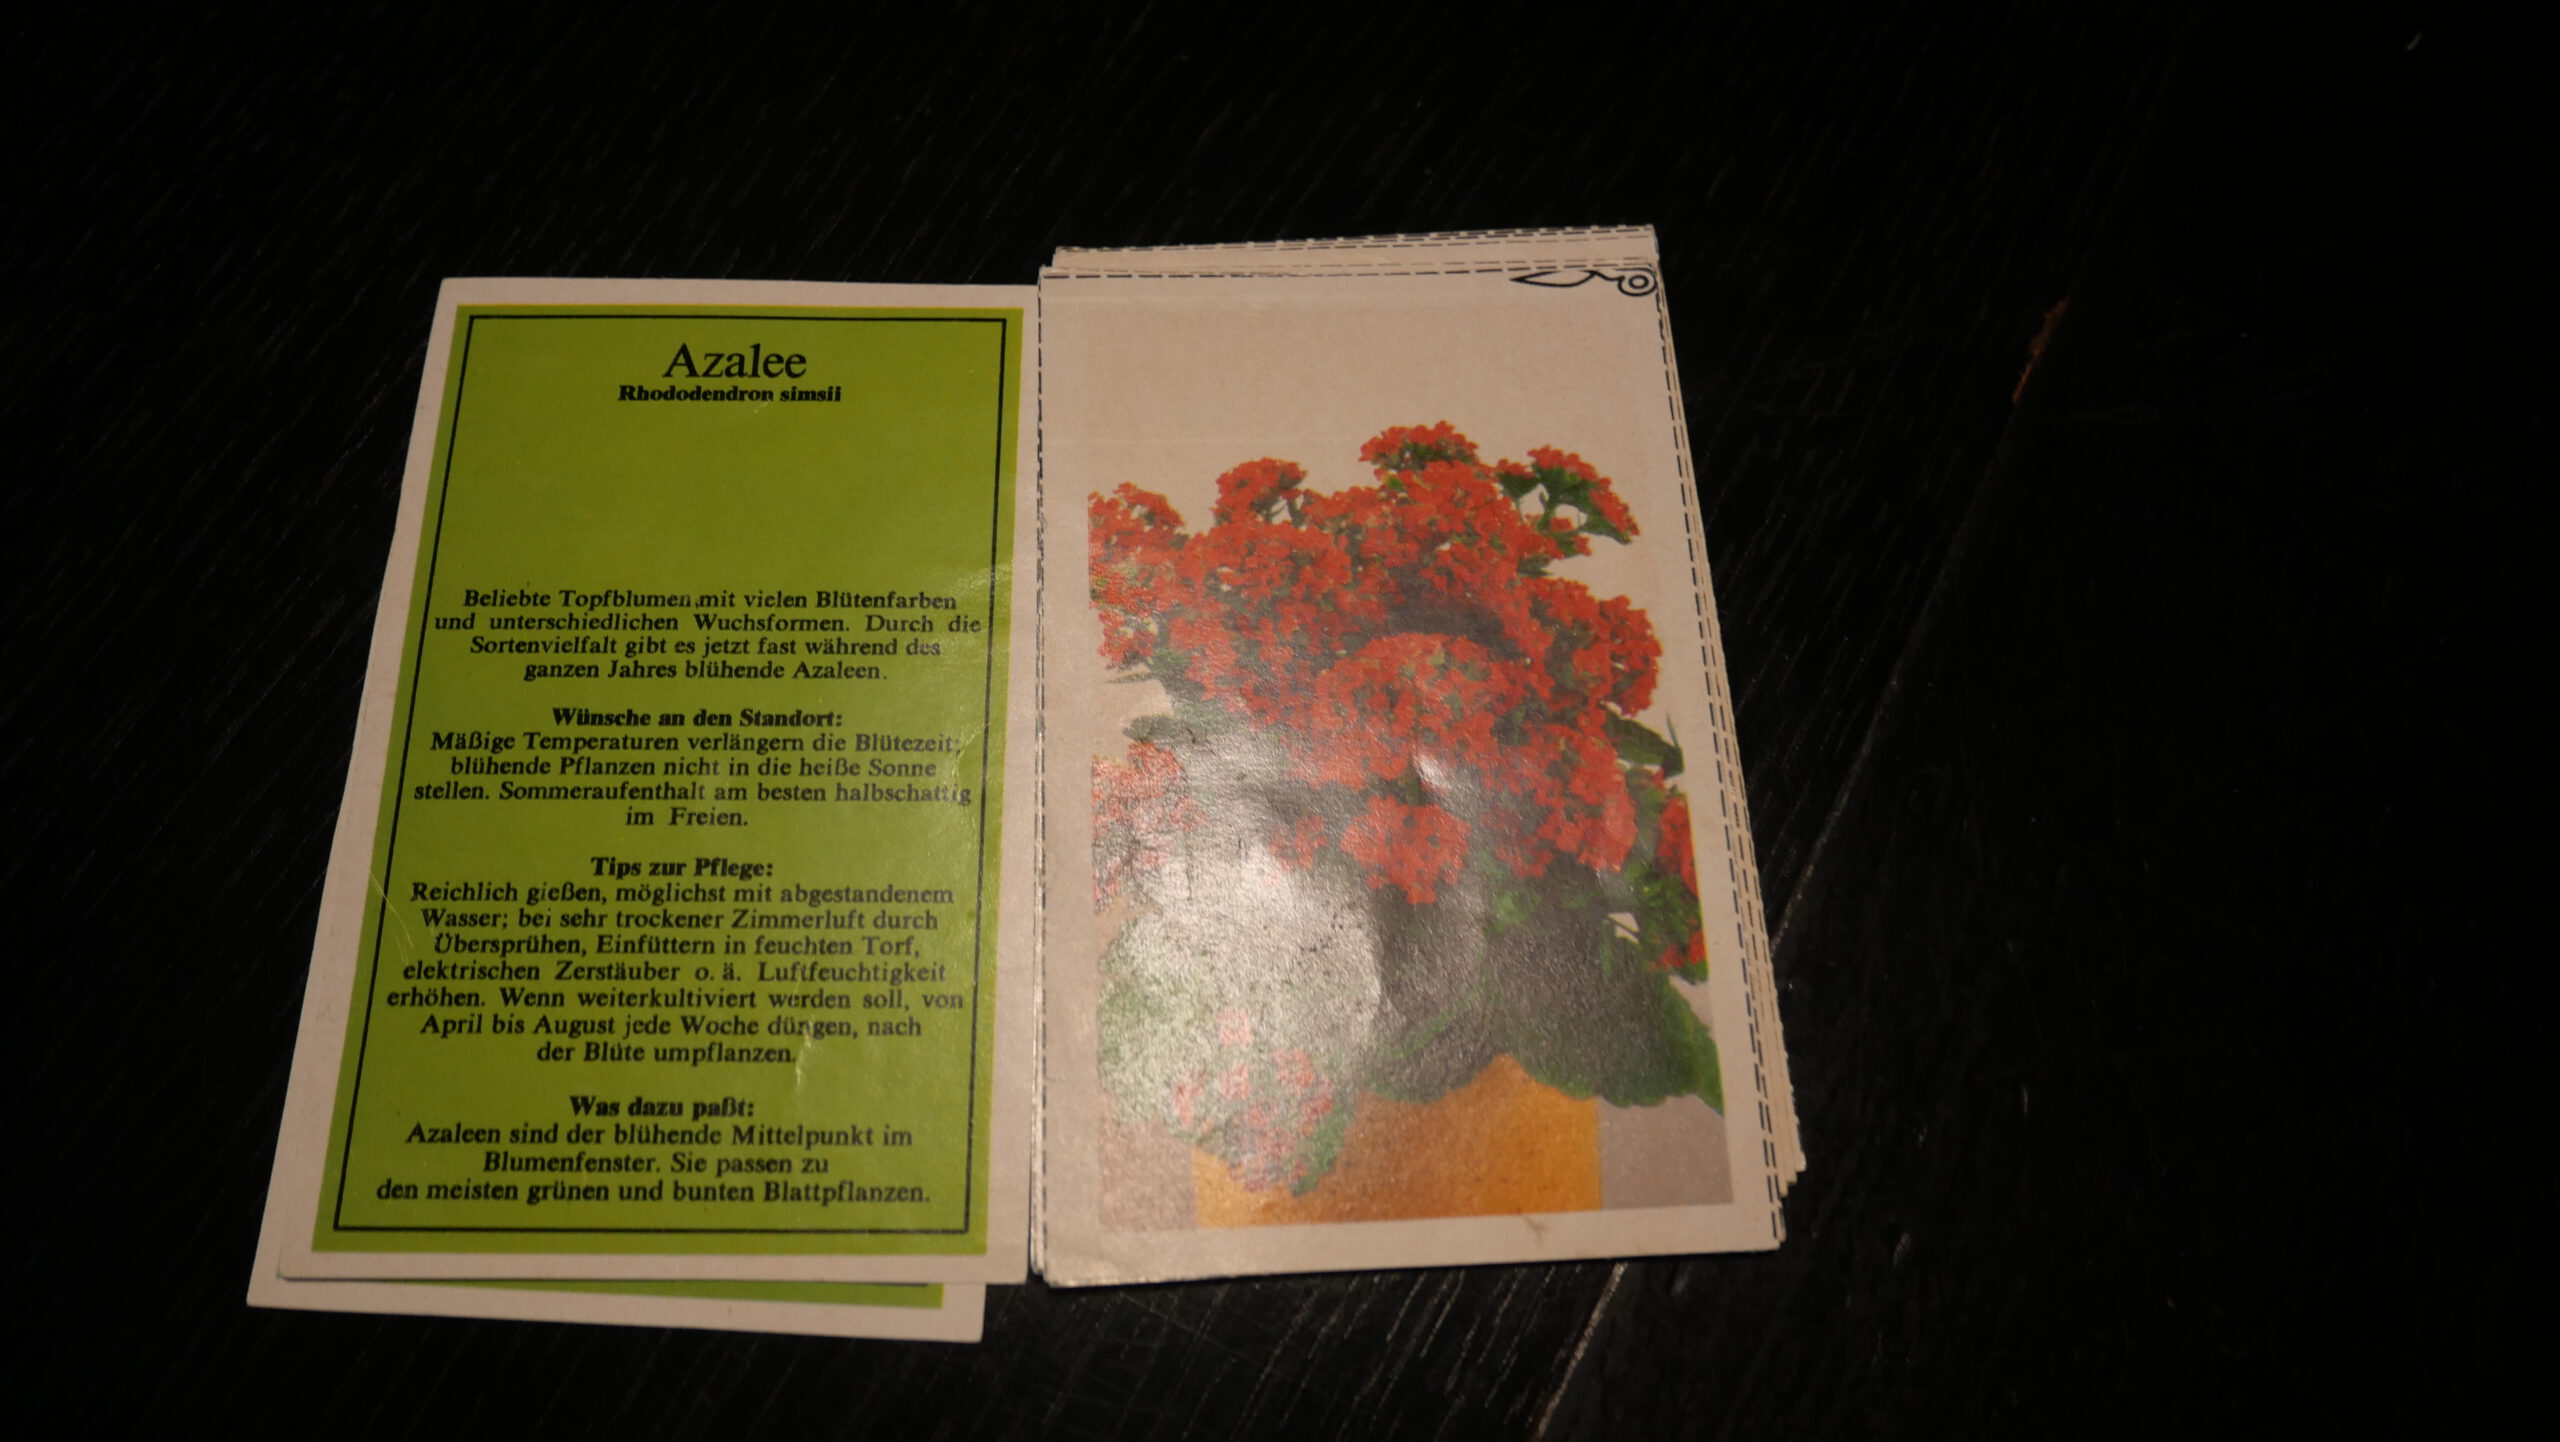 Azalee
Rhododendron simsii
Beliebte Topfblumen mit vielen Blütenfarben
und unterschiedlichen Wuchsformen. Durch die
Sortenvielfalt gibt es jetzt fast während des
ganzen Jahres blühende Azaleen.
Wünsche an den Standort:
Mäßige Temperaturen verlängern die Blütezeit;
blühende Pflanzen nicht in die heiße Sonne
stellen. Sommeraufenthalt am besten halbschattig
im Freien.
Tips zur Pflege:
Reichlich gießen, möglichst mit abgestandenem
Wasser; bei sehr trockener Zimmerluft durch
Übersprühen, Einfüttern in feuchten Torf,
elektrischen Zerstäuber o. ä. Luftfeuchtigkeit
erhöhen. Wenn weiterkultiviert werden soll, von
April bis August jede Woche düngen, nach
der Blüte umpflanzen.
Was dazu paßt:
Azaleen sind der blühende Mittelpunkt im
Blumenfenster. Sie passen zu
den meisten grünen und bunten Blattpflanzen.